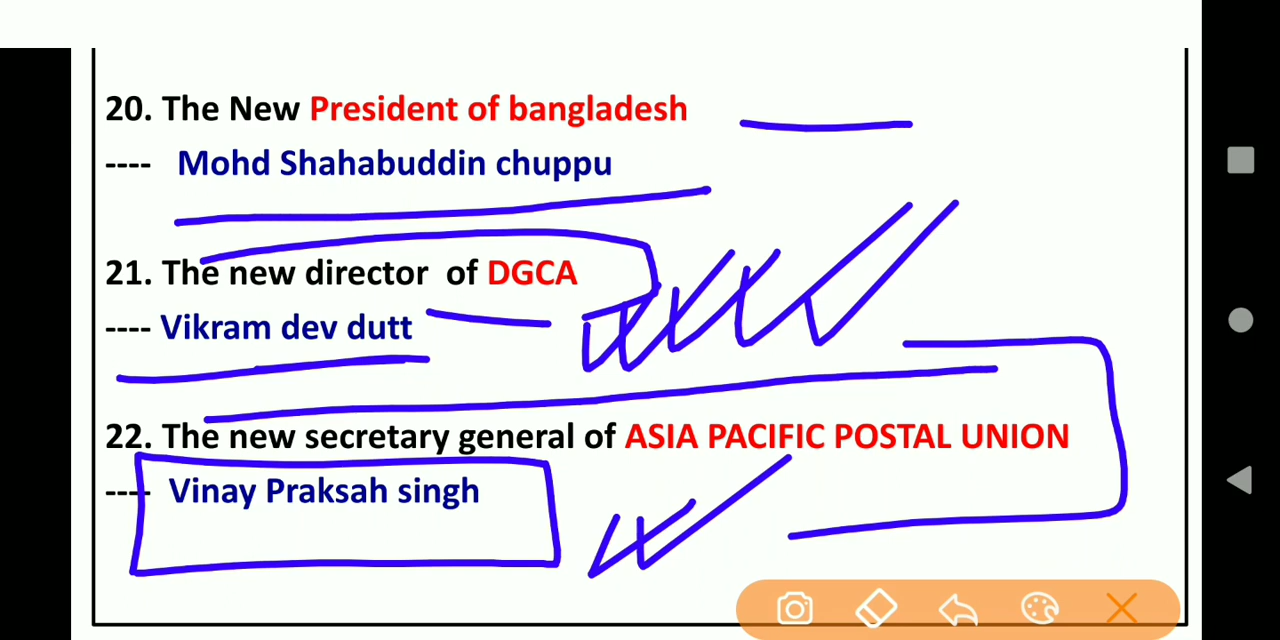 20. The New President of bangladesh
---- Mohd Shahabuddin chuppu
21. The new director of DGCA
---- Vikram dev dutt
22. The new secretary general of ASIA PACIFIC POSTAL UNION
---- Vinay Praksah singh